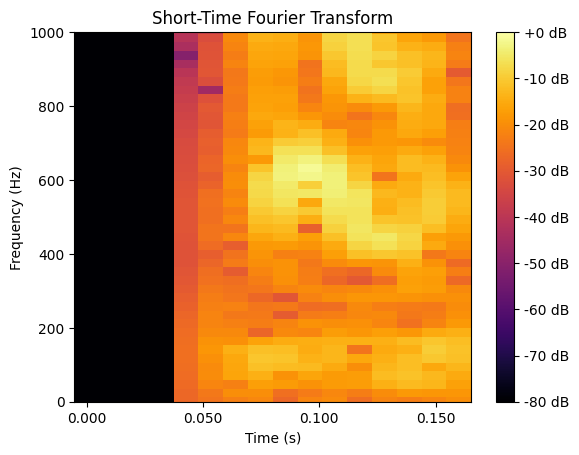 Short-Time Fourier Transform
1000
800
600
400
200
0
Frequency (Hz)
0.000
0.050
0.100
0.150
Time (s)
+0 dB
-10 dB
-20 dB
-30 dB
-40 dB
-50 dB
-60 dB
-70 dB
-80 dB